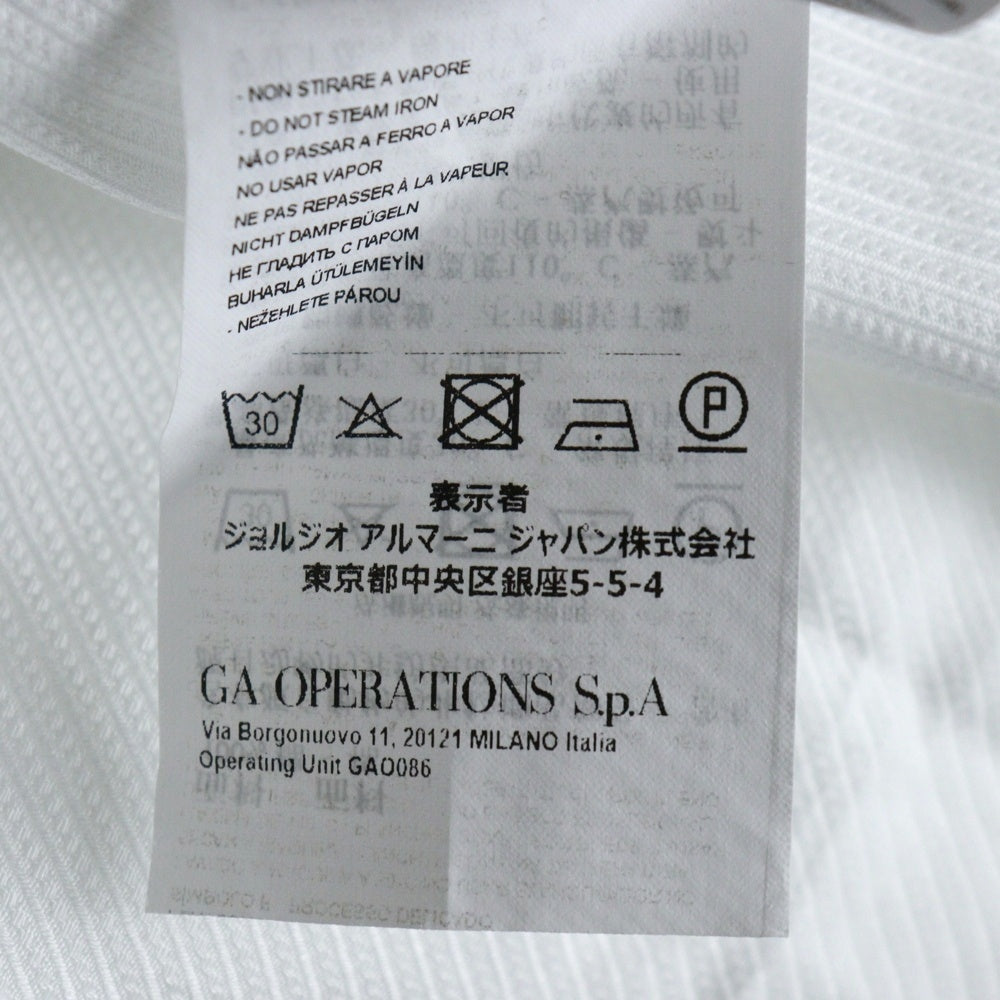 - NON STIRARE A VAPORE
- DO NOT STEAM IRON
NÃO PASSAR A FERRO A VAPOR
NO USAR VAPOR
NE PAS REPASSER À LA VAPEUR
NICHT DAMPFBÜGELN
НЕ ГЛАДИТЬ С ПАРОМ
BUHARLA ÜTÜLEMEYİN
- NEŽEHLETE PÁROU
30 P
表示者
ジョルジオ アルマーニ ジャパン株式会社
東京都中央区銀座5-5-4
GA OPERATIONS S.p.A
Via Borgonuovo 11, 20121 MILANO Italia
Operating Unit GAO086